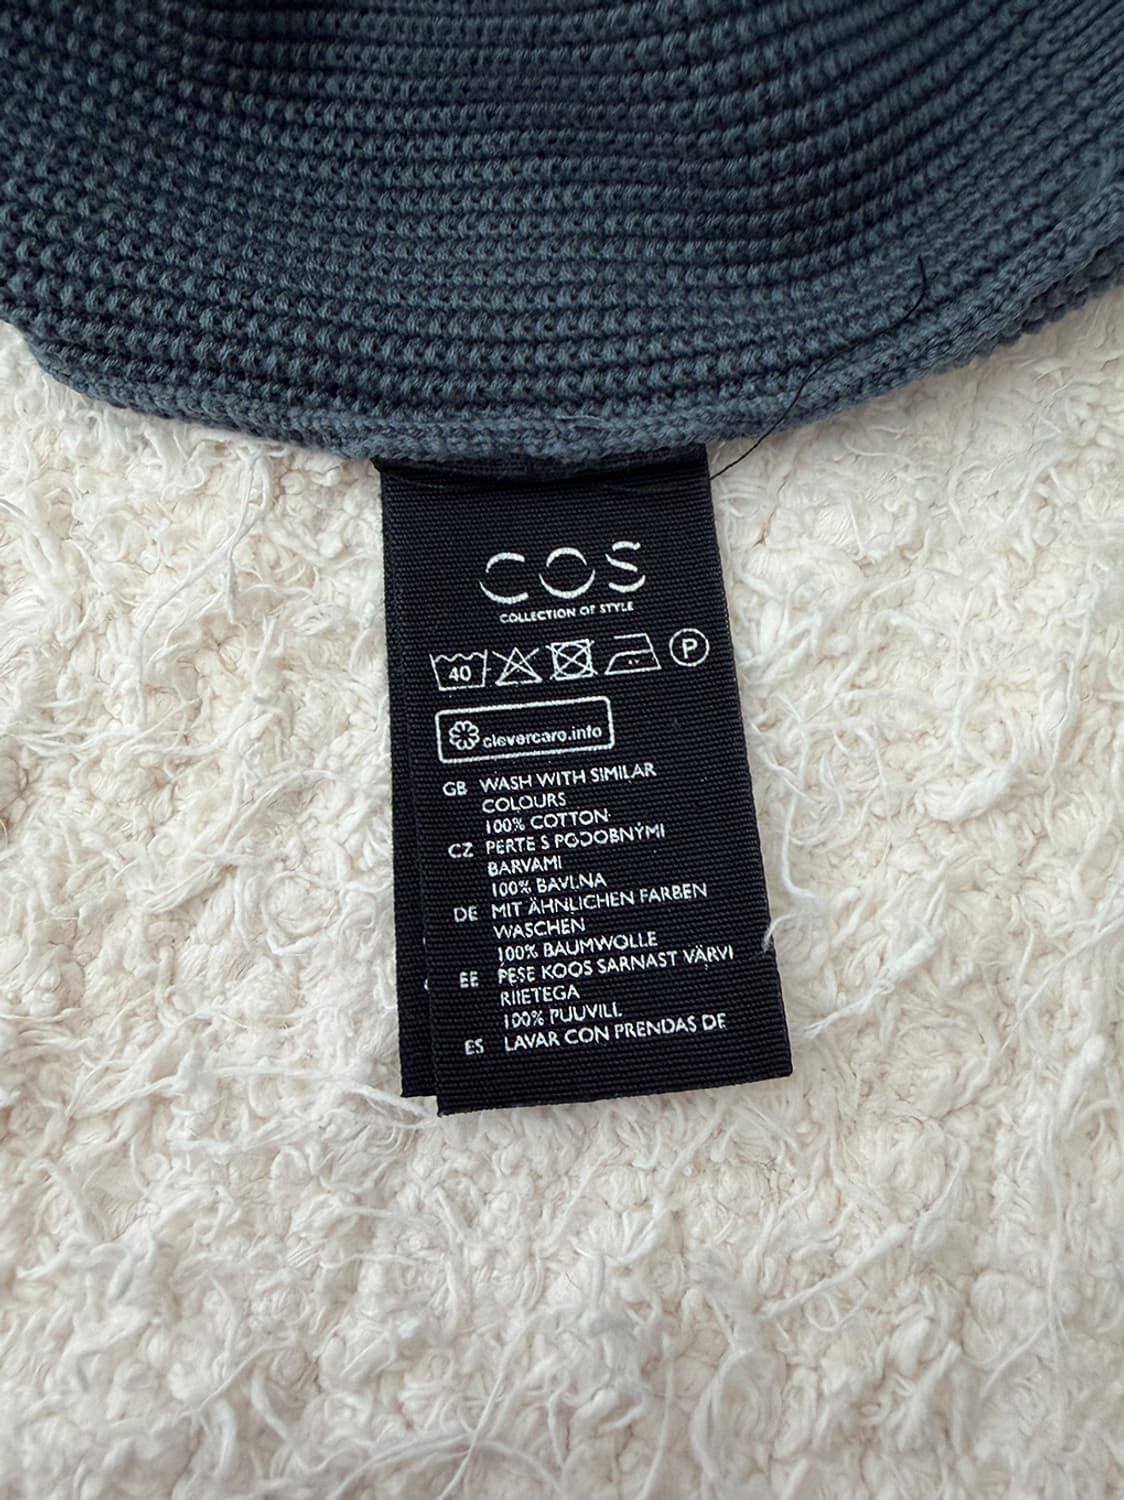 COS
COLLECTION OF STYLE
40 P
clevercare.info
GB WASH WITH SIMILAR
COLOURS
100% COTTON
CZ PERTE S PODOBNÝMI
BARVAMI
100% BAVLNA
DE MIT ÄHNLICHEN FARBEN
WASCHEN
100% BAUMWOLLE
EE PESE KOOS SARNAST VÄRVI
RIIETEGA
100% PUUVILL
ES LAVAR CON PRENDAS DE